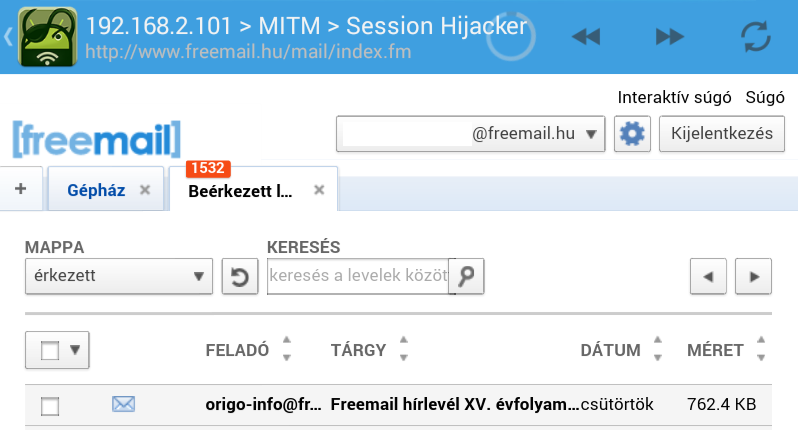 192.168.2.101 > MITM > Session Hijacker
http://www.freemail.hu/mail/index.fm
Interaktív súgó Súgó
[freemail]
@freemail.hu Kijelentkezés
1532
+ Gépház × Beérkezett l... ×
MAPPA KERESÉS
érkezett keresés a levelek között
FELADÓ TÁRGY DÁTUM MÉRET
origo-info@fr... Freemail hírlevél XV. évfolyam... csütörtök 762.4 KB